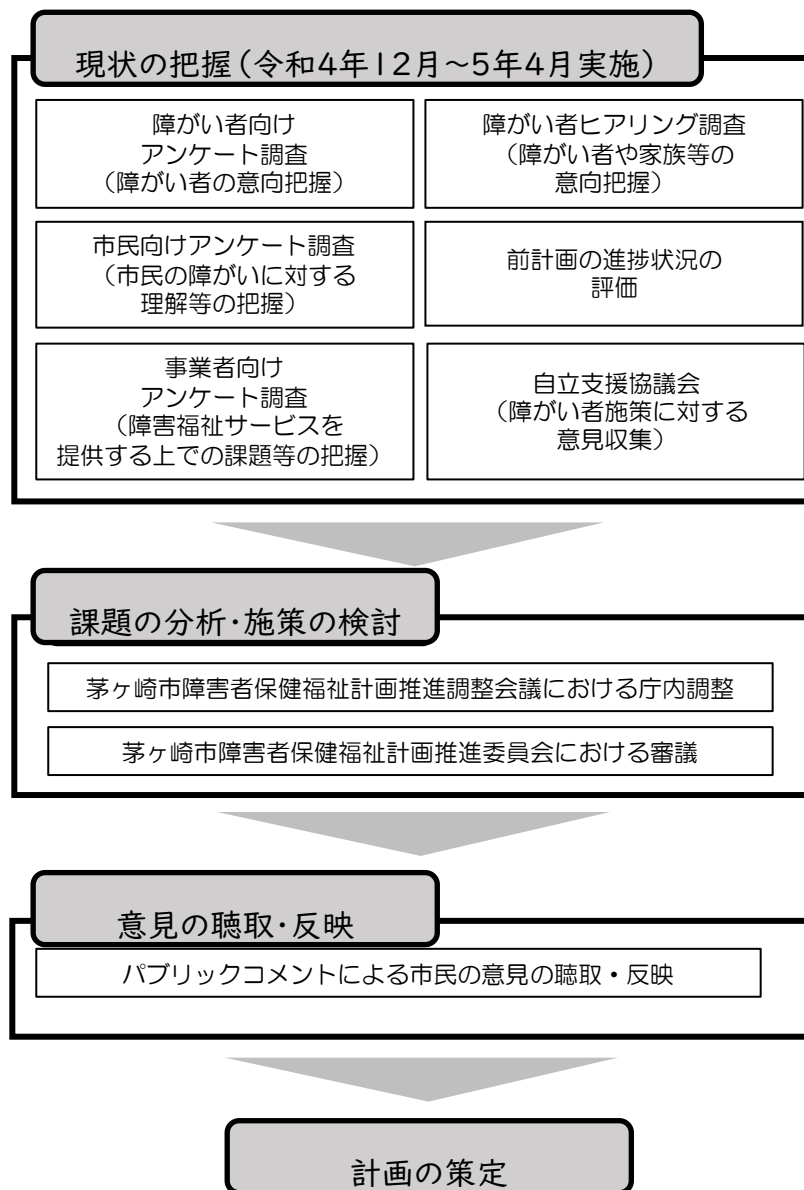 現状の把握（令和4年12月～5年4月実施）
障がい者向け
アンケート調査
（障がい者の意向把握）
障がい者ヒアリング調査
（障がい者や家族等の
意向把握）
市民向けアンケート調査
（市民の障がいに対する
理解等の把握）
前計画の進捗状況の
評価
事業者向け
アンケート調査
（障害福祉サービスを
提供する上での課題等の把握）
自立支援協議会
（障がい者施策に対する
意見収集）
課題の分析・施策の検討
茅ヶ崎市障害者保健福祉計画推進調整会議における庁内調整
茅ヶ崎市障害者保健福祉計画推進委員会における審議
意見の聴取・反映
パブリックコメントによる市民の意見の聴取・反映
計画の策定